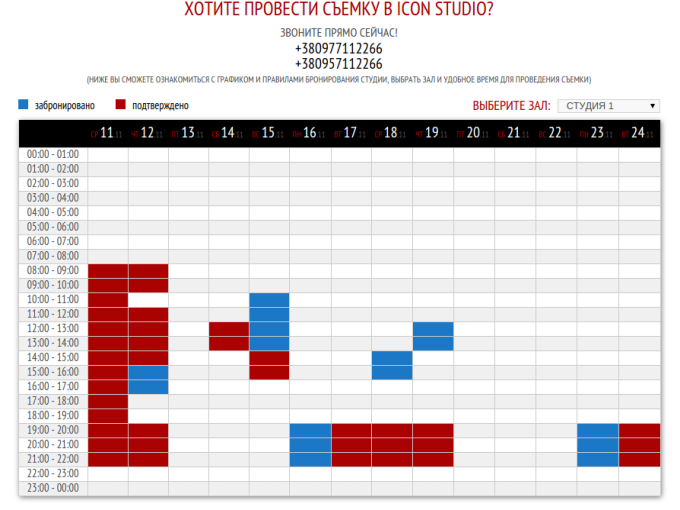 ХОТИТЕ ПРОВЕСТИ СЪЕМКУ В ICON STUDIO?
ЗВОНИТЕ ПРЯМО СЕЙЧАС!
+380977112266
+380957112266
(НИЖЕ ВЫ СМОЖЕТЕ ОЗНАКОМИТЬСЯ С ГРАФИКОМ И ПРАВИЛАМИ БРОНИРОВАНИЯ СТУДИИ, ВЫБРАТЬ ЗАЛ И УДОБНОЕ ВРЕМЯ ДЛЯ ПРОВЕДЕНИЯ СЪЕМКИ)
забронировано подтверждено ВЫБЕРИТЕ ЗАЛ: СТУДИЯ 1
СР 11.11 ЧТ 12.11 ПТ 13.11 СБ 14.11 ВС 15.11 ПН 16.11 ВТ 17.11 СР 18.11 ЧТ 19.11 ПТ 20.11 СБ 21.11 ВС 22.11 ПН 23.11 ВТ 24.11
00:00 - 01:00
01:00 - 02:00
02:00 - 03:00
03:00 - 04:00
04:00 - 05:00
05:00 - 06:00
06:00 - 07:00
07:00 - 08:00
08:00 - 09:00
09:00 - 10:00
10:00 - 11:00
11:00 - 12:00
12:00 - 13:00
13:00 - 14:00
14:00 - 15:00
15:00 - 16:00
16:00 - 17:00
17:00 - 18:00
18:00 - 19:00
19:00 - 20:00
20:00 - 21:00
21:00 - 22:00
22:00 - 23:00
23:00 - 00:00